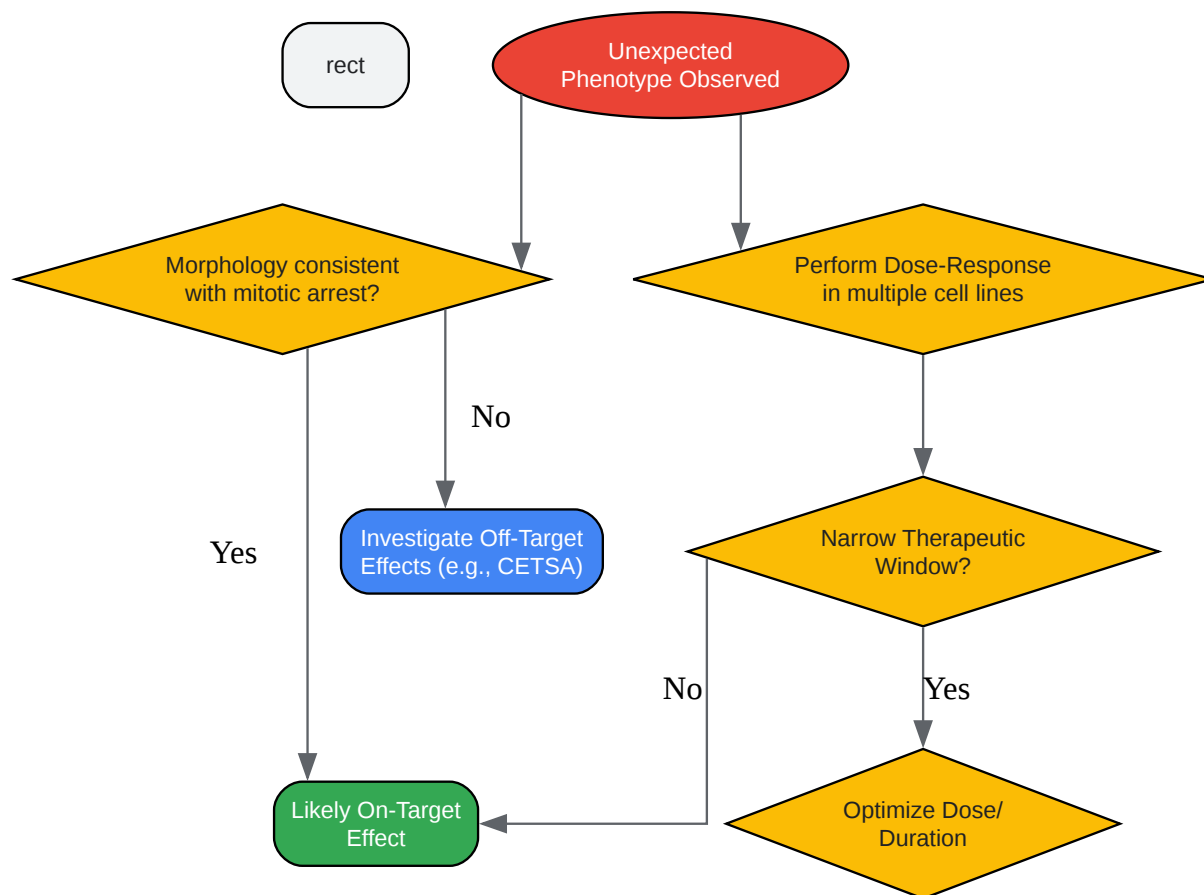 rect
Unexpected
Phenotype Observed
Morphology consistent
with mitotic arrest?
Perform Dose-Response
in multiple cell lines
No
Yes
Investigate Off-Target
Effects (e.g., CETSA)
Narrow Therapeutic
Window?
No
Yes
Likely On-Target
Effect
Optimize Dose/
Duration